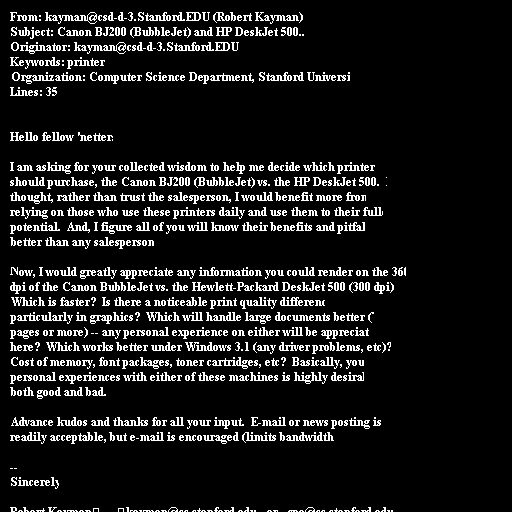 From: kayman@csd-d-3.Stanford.EDU (Robert Kayman)
Subject: Canon BJ200 (BubbleJet) and HP DeskJet 500..
Originator: kayman@csd-d-3.Stanford.EDU
Keywords: printer
Organization: Computer Science Department, Stanford Universi
Lines: 35
Hello fellow 'netters
I am asking for your collected wisdom to help me decide which printer
should purchase, the Canon BJ200 (BubbleJet) vs. the HP DeskJet 500.
thought, rather than trust the salesperson, I would benefit more from
relying on those who use these printers daily and use them to their full
potential.  And, I figure all of you will know their benefits and pitfal
better than any salesperson
Now, I would greatly appreciate any information you could render on the 360
dpi of the Canon BubbleJet vs. the Hewlett-Packard DeskJet 500 (300 dpi)
Which is faster?  Is there a noticeable print quality differenc
particularly in graphics?  Which will handle large documents better (
pages or more) -- any personal experience on either will be appreciat
here?  Which works better under Windows 3.1 (any driver problems, etc)?
Cost of memory, font packages, toner cartridges, etc?  Basically, you
personal experiences with either of these machines is highly desiral
both good and bad.
Advance kudos and thanks for all your input.  E-mail or news posting is
readily acceptable, but e-mail is encouraged (limits bandwidth
--
Sincerely
Robert Kayman kayman@cs.stanford.edu  or  cpa@cs.stanford.edu